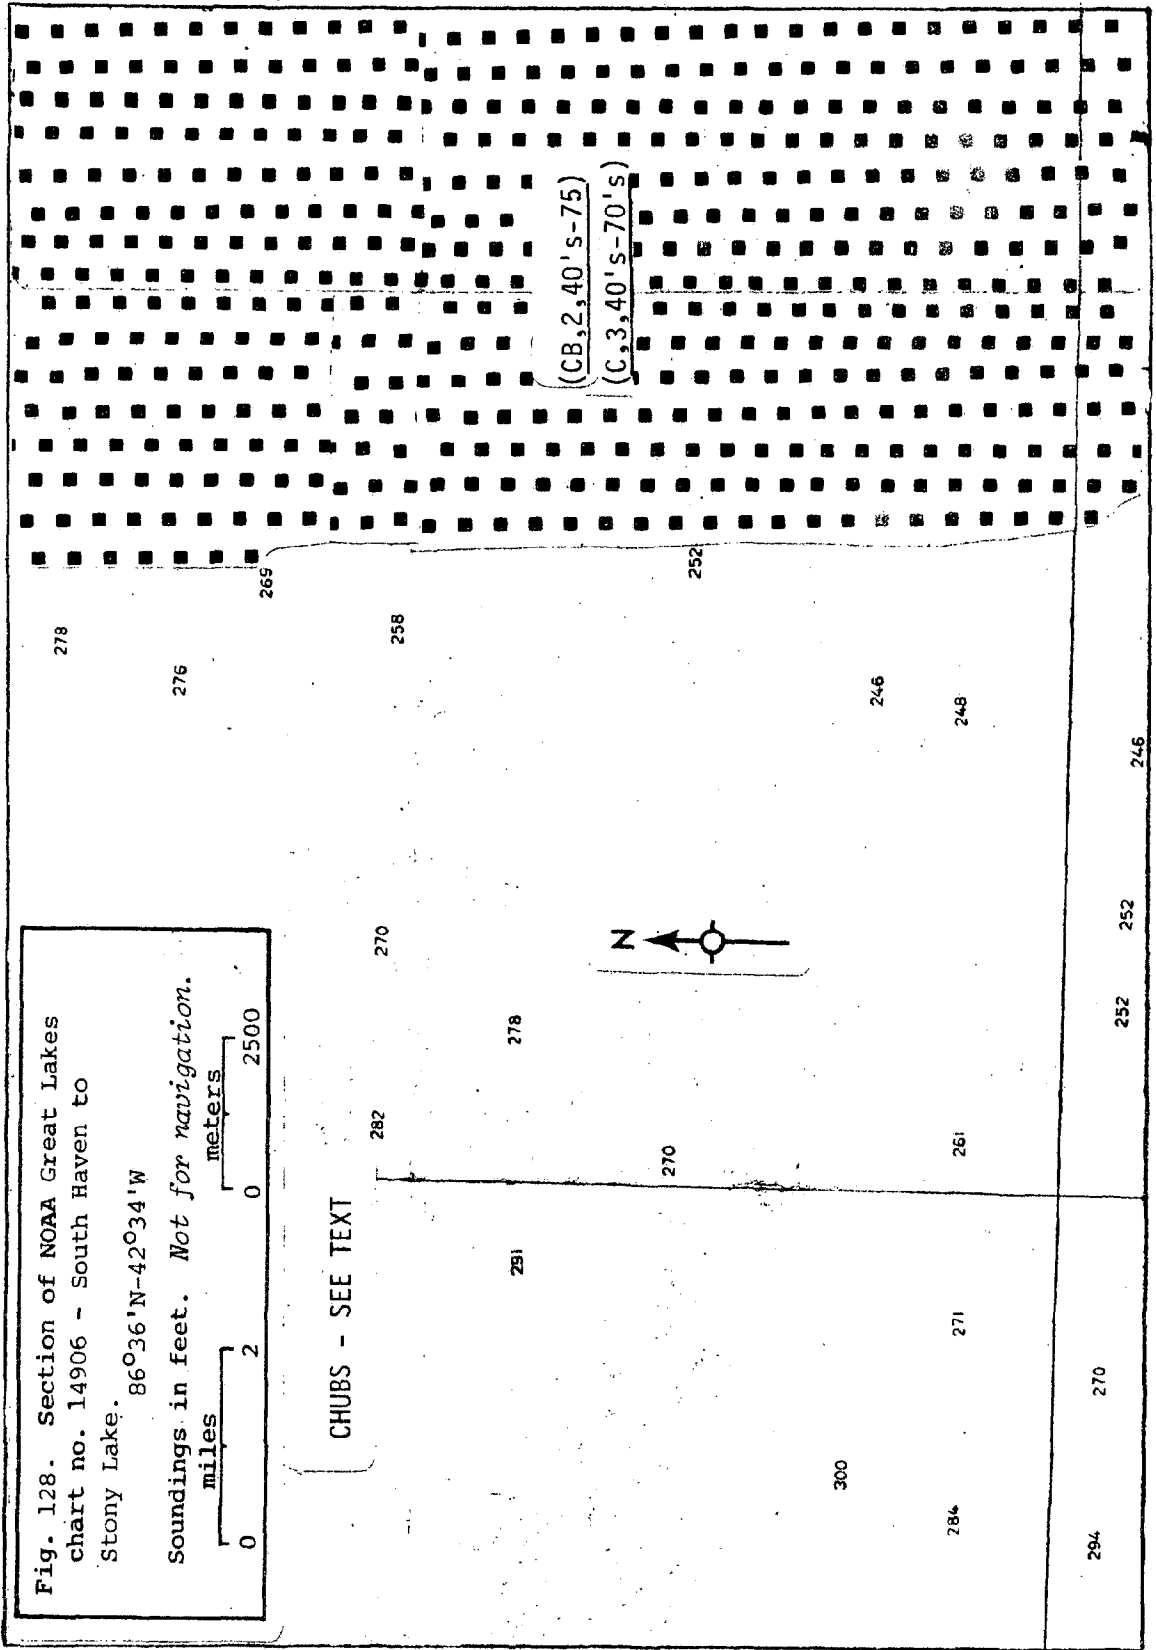 Fig. 128. Section of NOAA Great Lakes
chart no. 14906 - South Haven to
Stony Lake.
86°36'N-42°34'W
Soundings in feet. Not for navigation.
miles
meters
0 2 0 2500
CHUBS - SEE TEXT
(CB,2,40's-75)
(C,3,40's-70's)
N
278
276
269
258
252
246
248
246
270
282
278
270
291
261
252
252
271
300
284
270
294